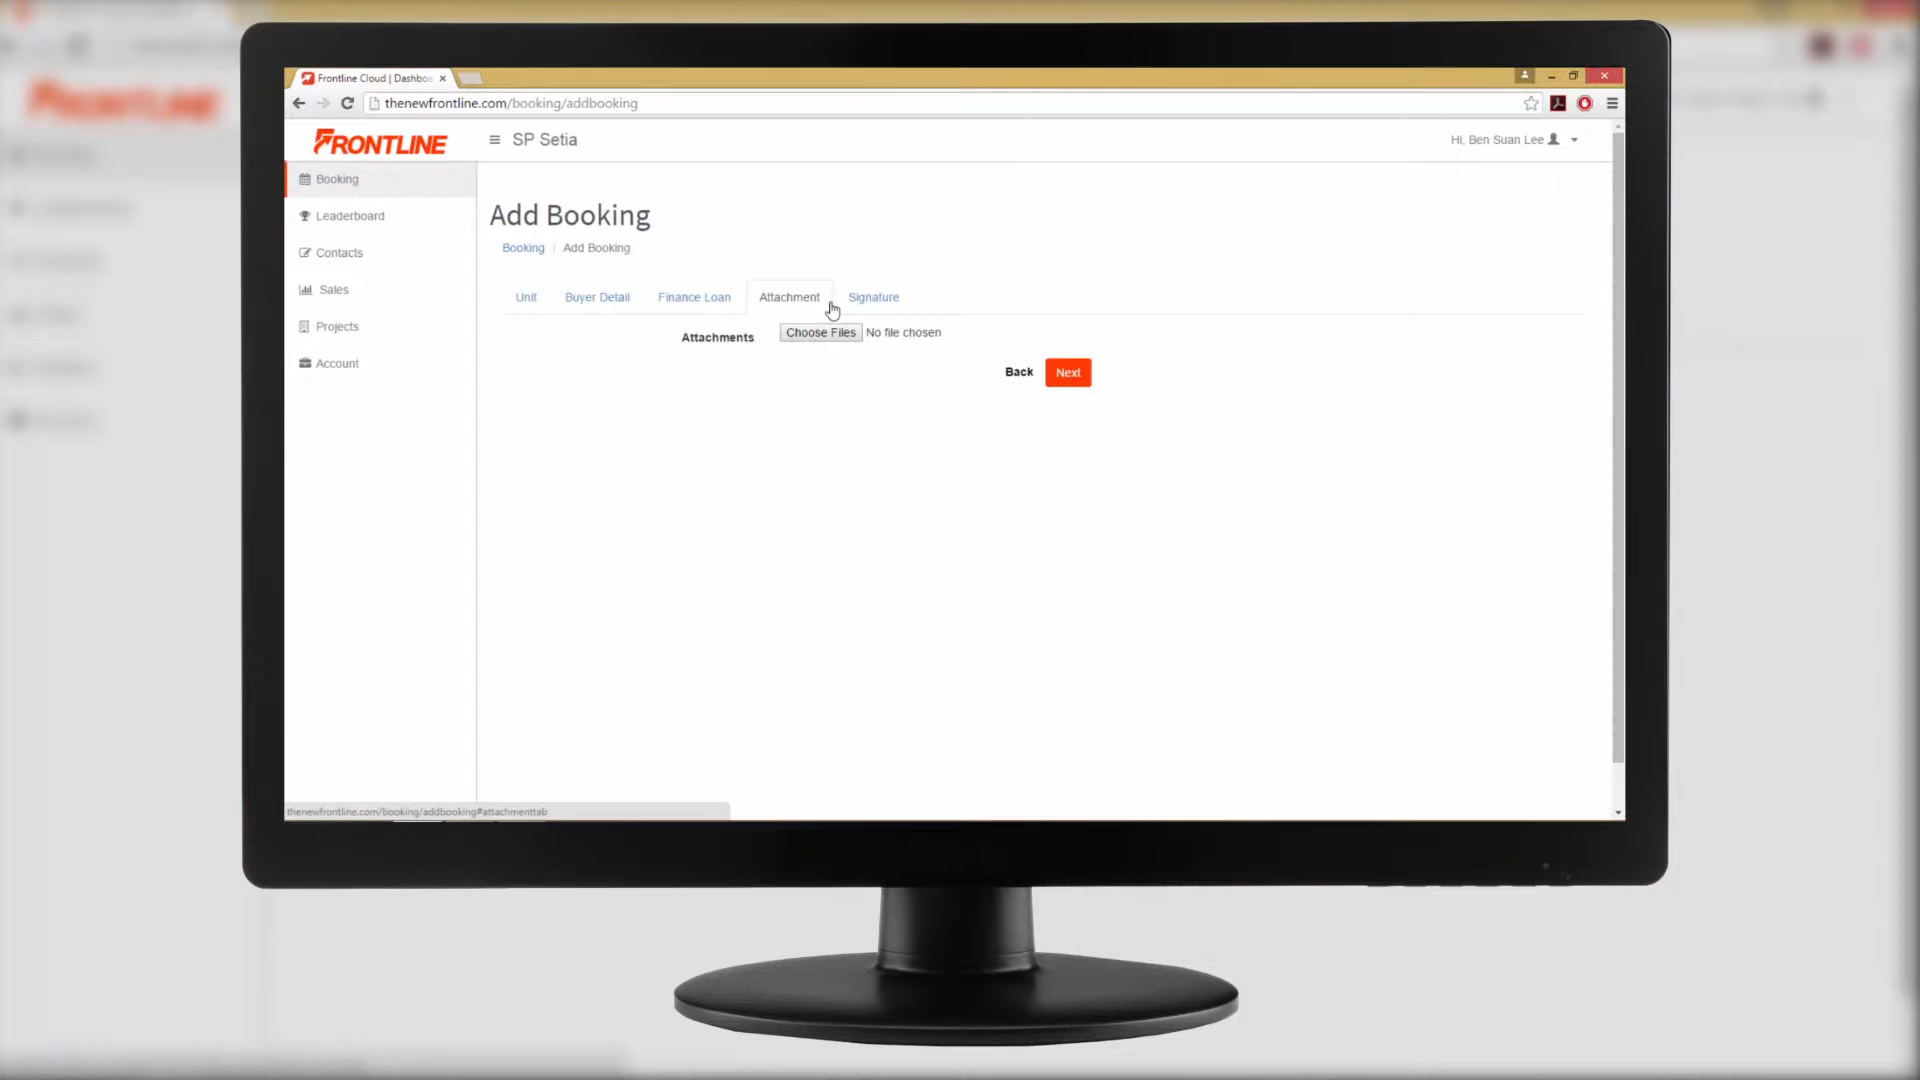 Frontline Cloud | Dashboa
thenewfrontline.com/booking/addbooking
FRONTLINE
SP Setia
Hi, Ben Suan Lee
Booking
Leaderboard
Contacts
Sales
Projects
Account
Add Booking
Booking / Add Booking
Unit
Buyer Detail
Finance Loan
Attachment
Signature
Attachments
Choose Files No file chosen
Back
Next
thenewfrontline.com/booking/addbooking#attachmenttab
FRONTLINE